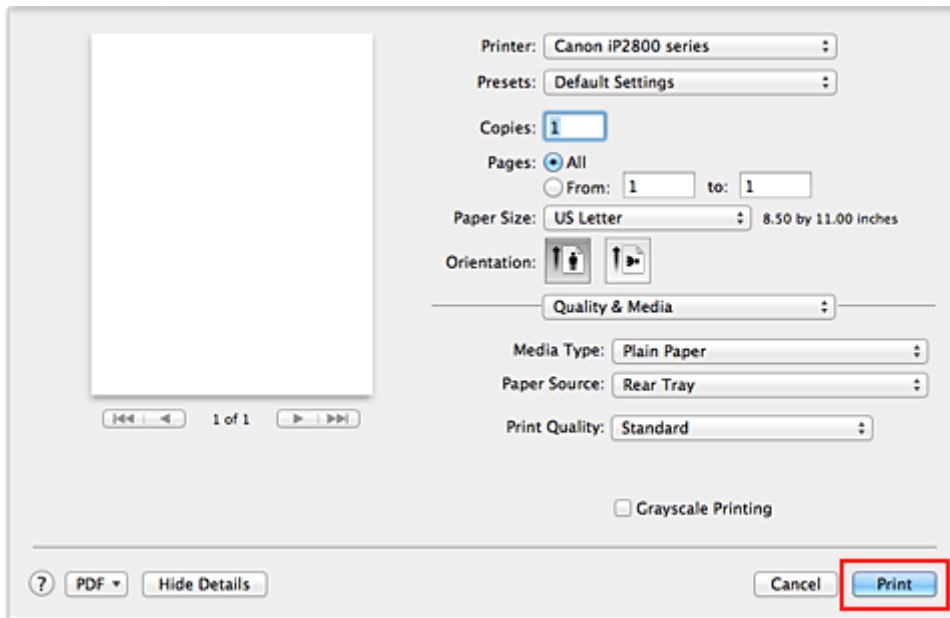 Printer: Canon iP2800 series
Presets: Default Settings
Copies: 1
Pages: All
From: 1 to: 1
Paper Size: US Letter 8.50 by 11.00 inches
Orientation:
Quality & Media
Media Type: Plain Paper
Paper Source: Rear Tray
1 of 1
Print Quality: Standard
Grayscale Printing
? PDF Hide Details Cancel Print